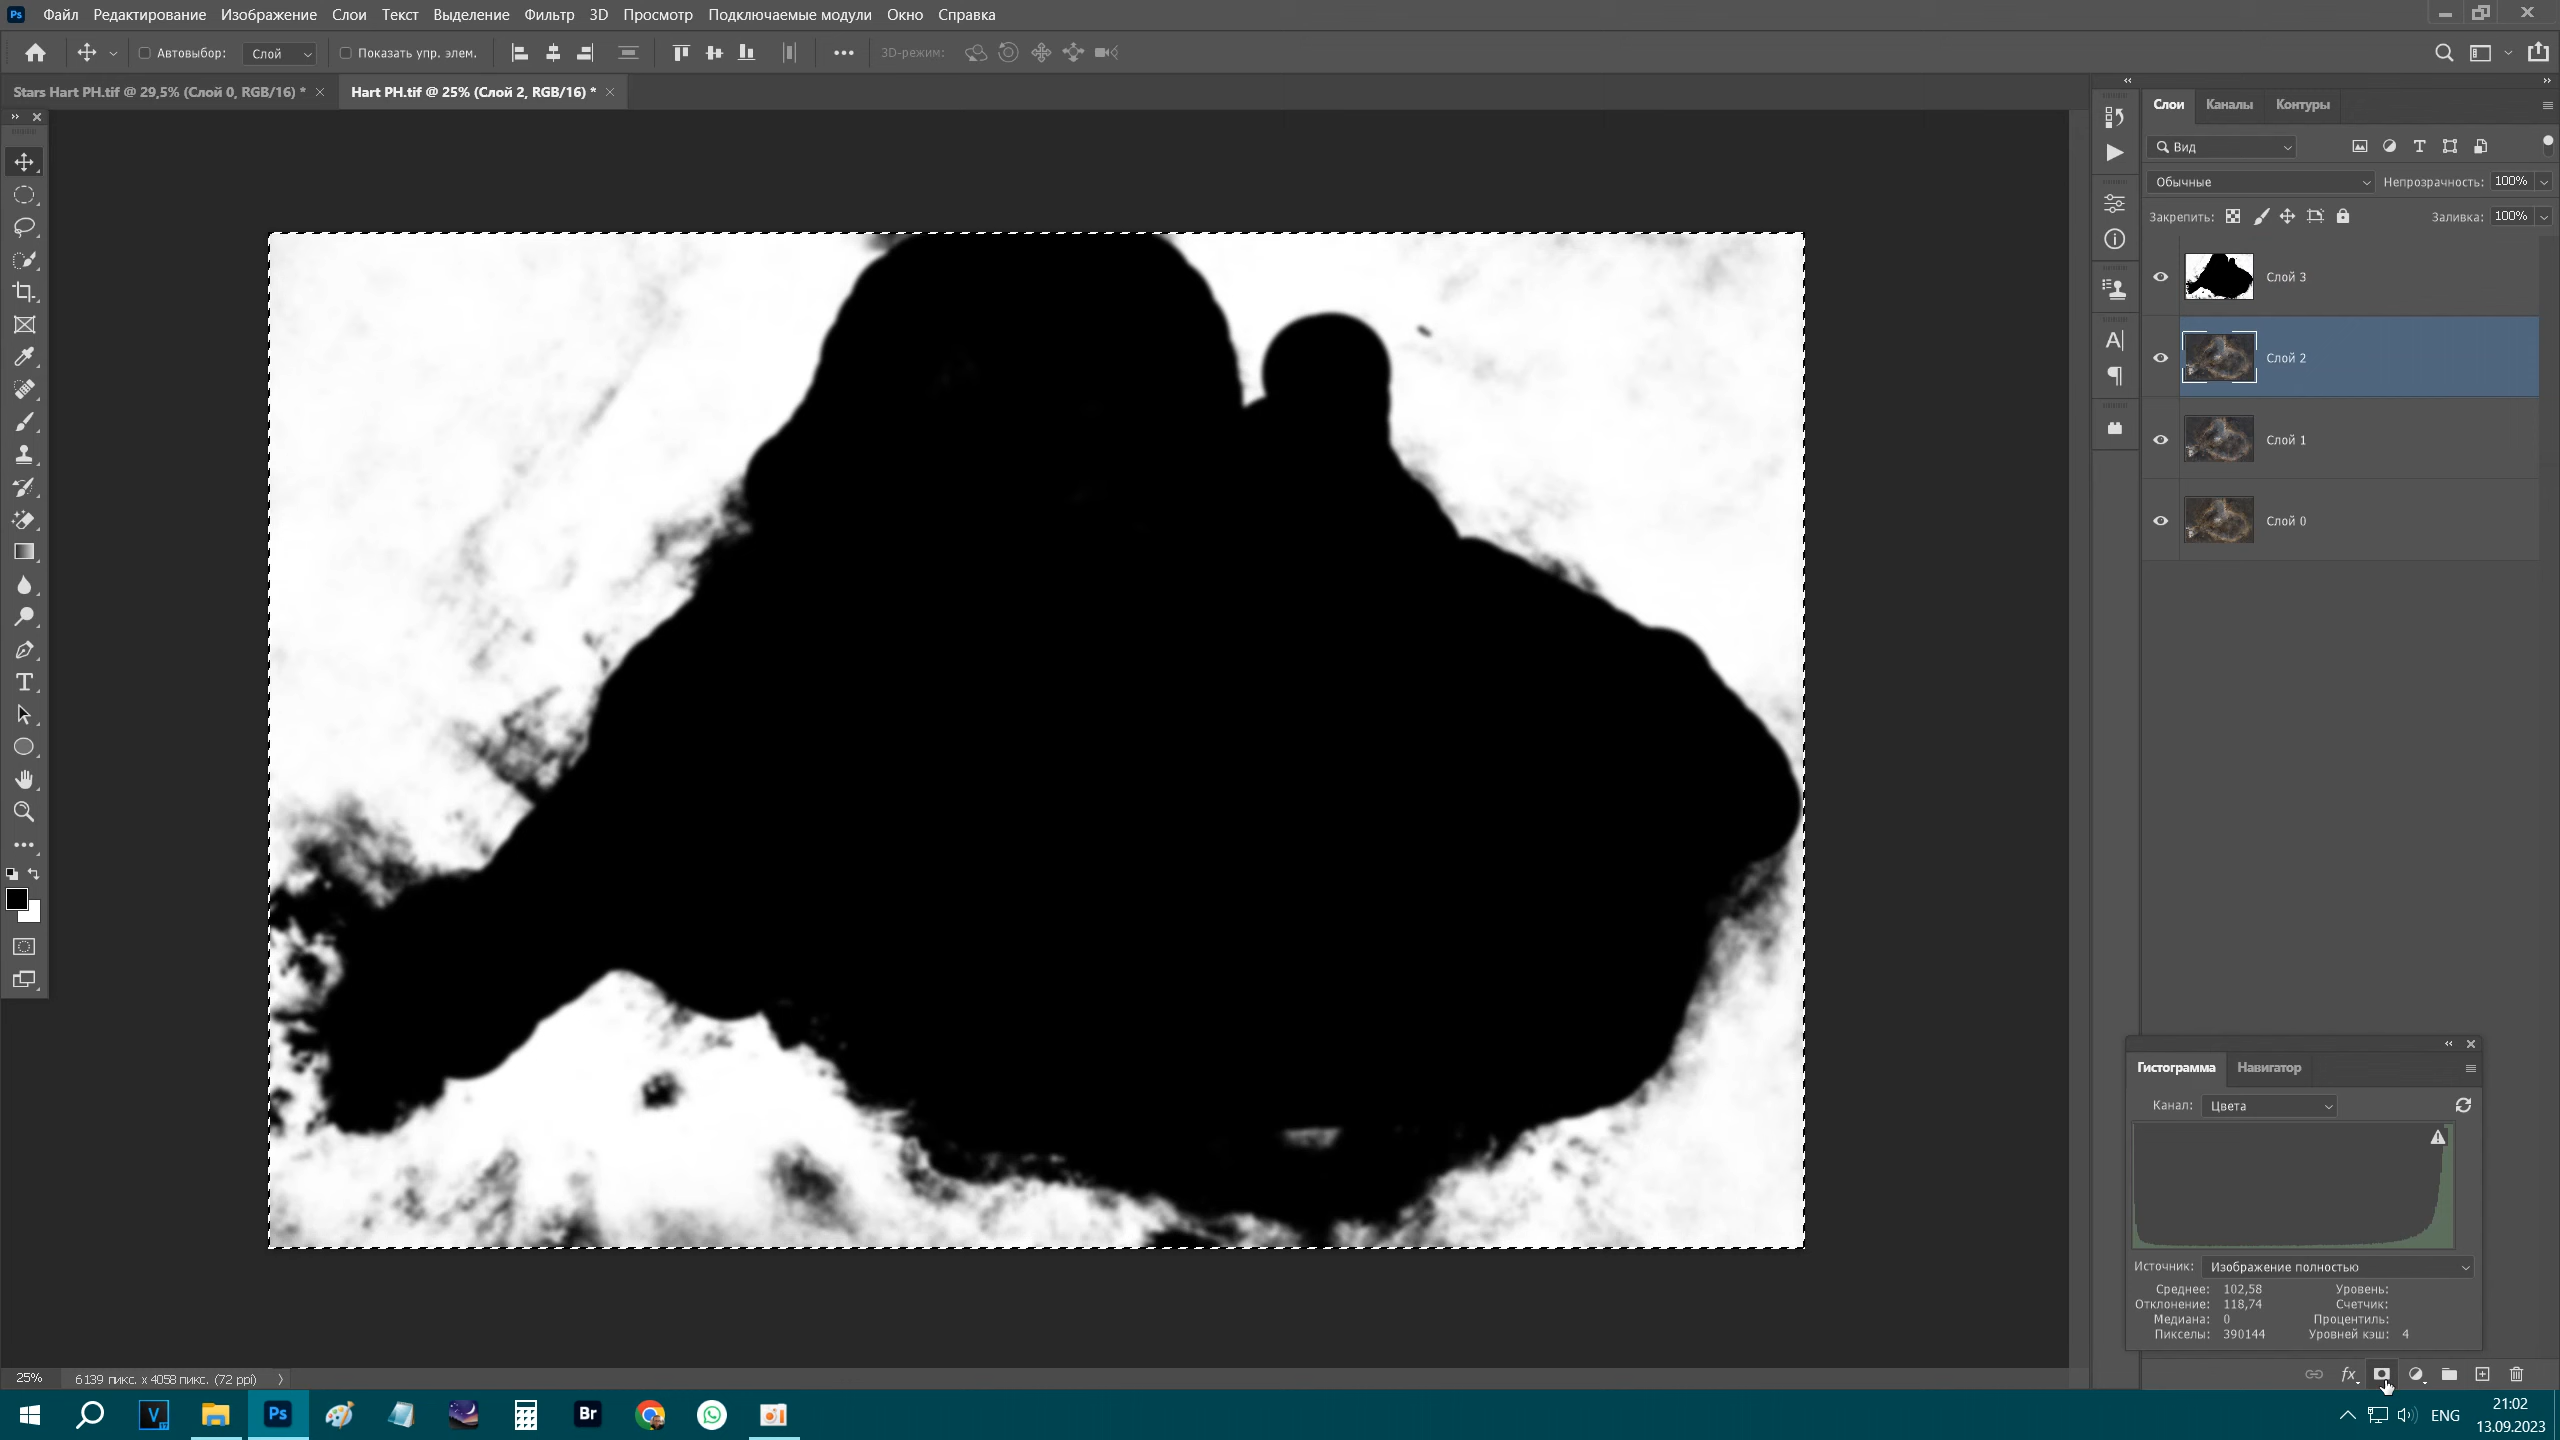 Ps Файл Редактирование Изображение Слои Текст Выделение Фильтр 3D Просмотр Подключаемые модули Окно Справка
Автовыбор: Слой Показать упр. элем. 3D-режим:
Stars Hart PH.tif @ 29,5% (Слой 0, RGB/16) * Hart PH.tif @ 25% (Слой 2, RGB/16) *
Слои Каналы Контуры
Вид
Обычные Непрозрачность: 100%
Закрепить: Заливка: 100%
Слой 3
Слой 2
Слой 1
Слой 0
Гистограмма Навигатор
Канал: Цвета
Источник: Изображение полностью
Среднее: 102,58 Уровень:
Отклонение: 118,74 Счетчик:
Медиана: 0 Процентиль:
Пикселы: 390144 Уровней кэш: 4
25% 6139 пикс. x 4058 пикс. (72 ppi)
fx
V Ps Br ENG 21:02
13.09.2023